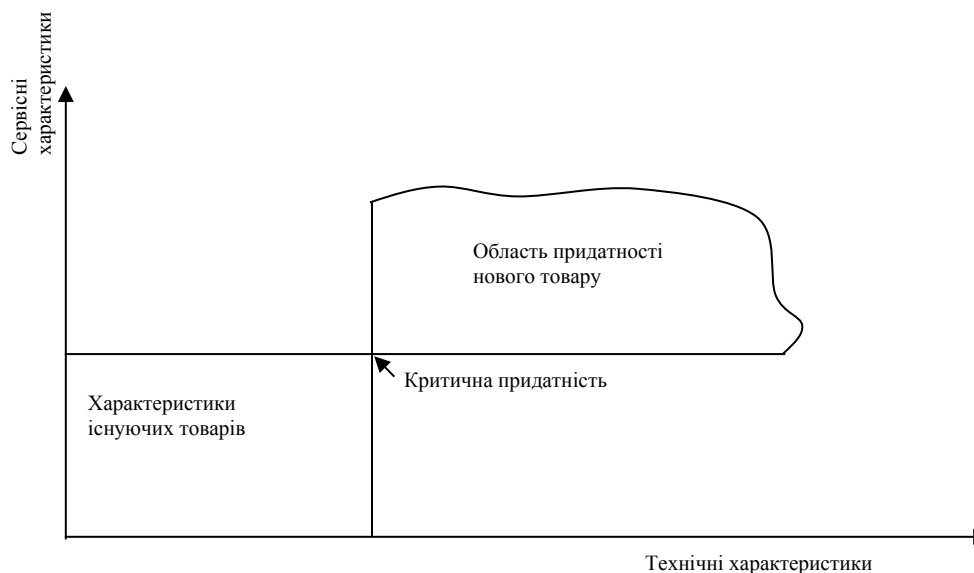 Сервісні
характеристики
Область придатності
нового товару
Критична придатність
Характеристики
існуючих товарів
Технічні характеристики